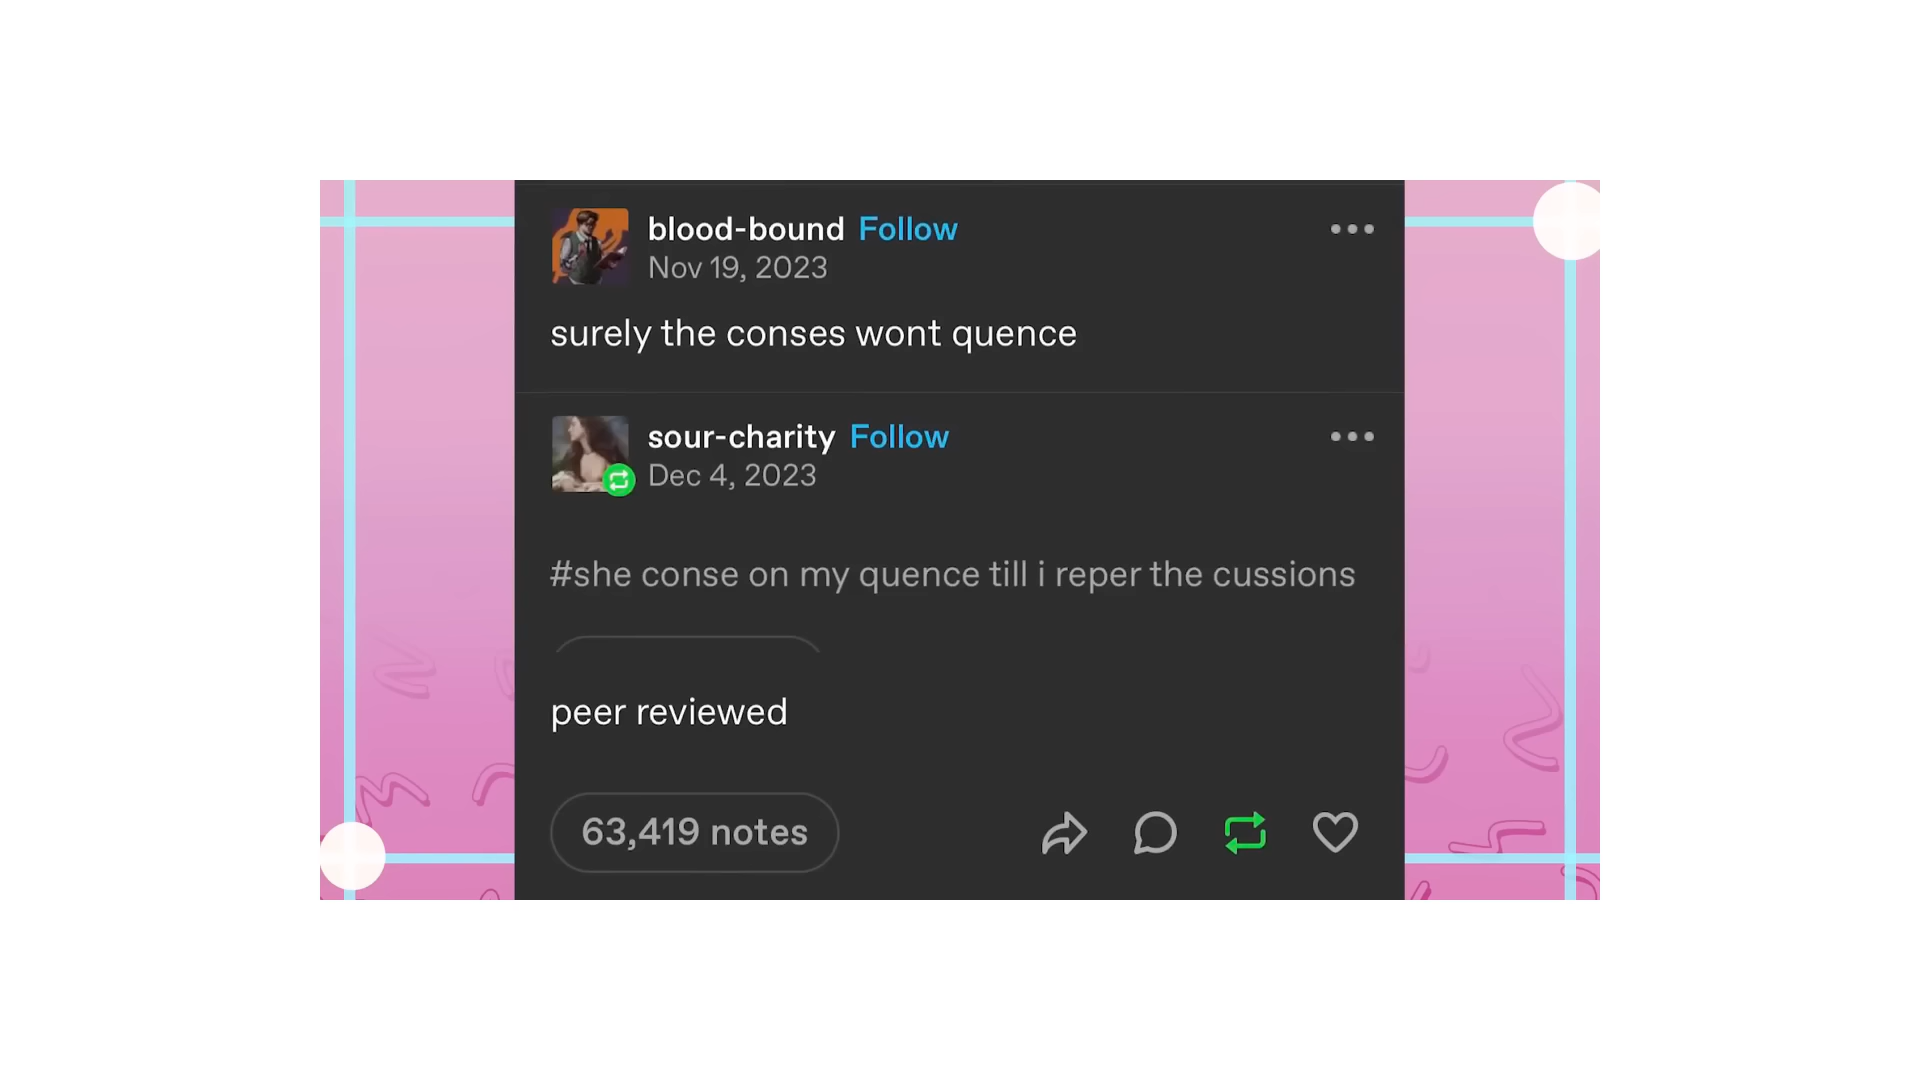 blood-bound Follow
Nov 19, 2023
surely the conses wont quence
sour-charity Follow
Dec 4, 2023
#she conse on my quence till i reper the cussions
peer reviewed
63,419 notes